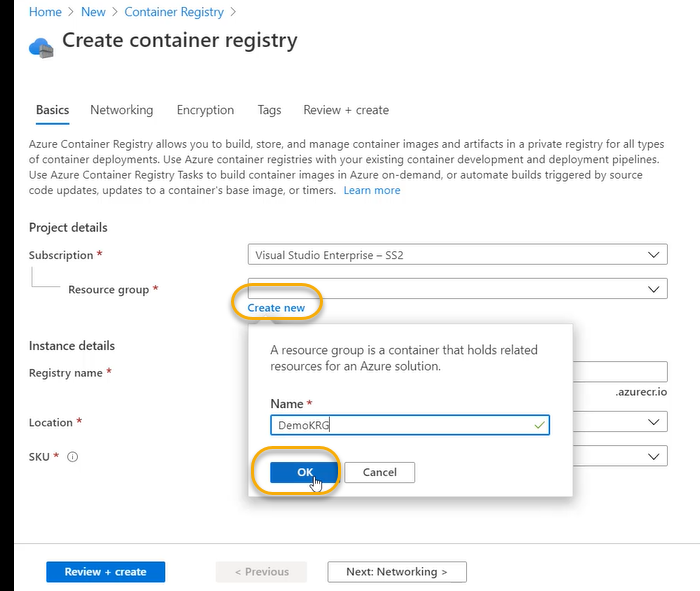 Home > New > Container Registry >
Create container registry
Basics Networking Encryption Tags Review + create
Azure Container Registry allows you to build, store, and manage container images and artifacts in a private registry for all types
of container deployments. Use Azure container registries with your existing container development and deployment pipelines.
Use Azure Container Registry Tasks to build container images in Azure on-demand, or automate builds triggered by source
code updates, updates to a container's base image, or timers. Learn more
Project details
Subscription * Visual Studio Enterprise – SS2
Resource group *
Create new
A resource group is a container that holds related
resources for an Azure solution.
Instance details
Registry name *
.azurecr.io
Name *
Location * DemoKRG
SKU * OK Cancel
Review + create < Previous Next: Networking >